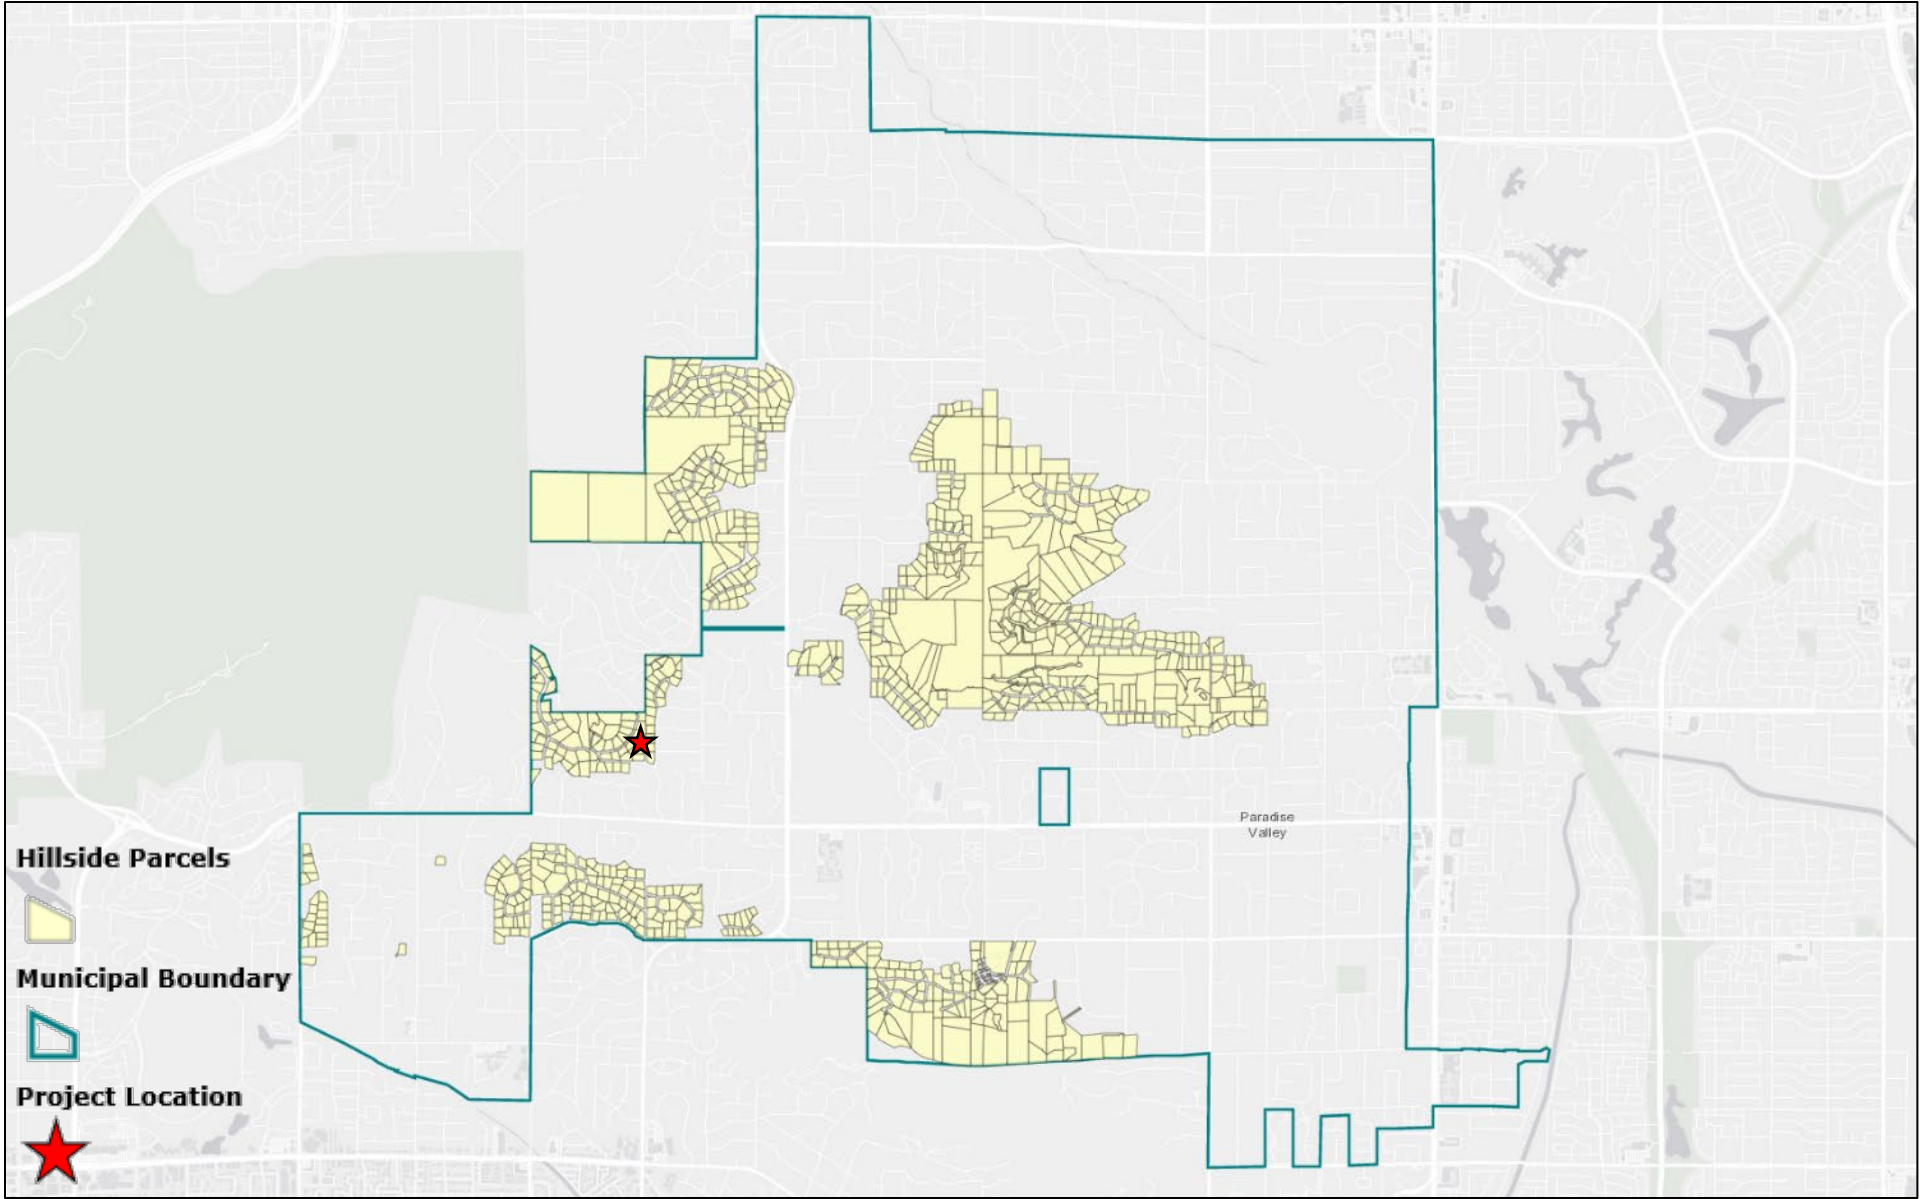 Paradise
Valley
Hillside Parcels
Municipal Boundary
Project Location